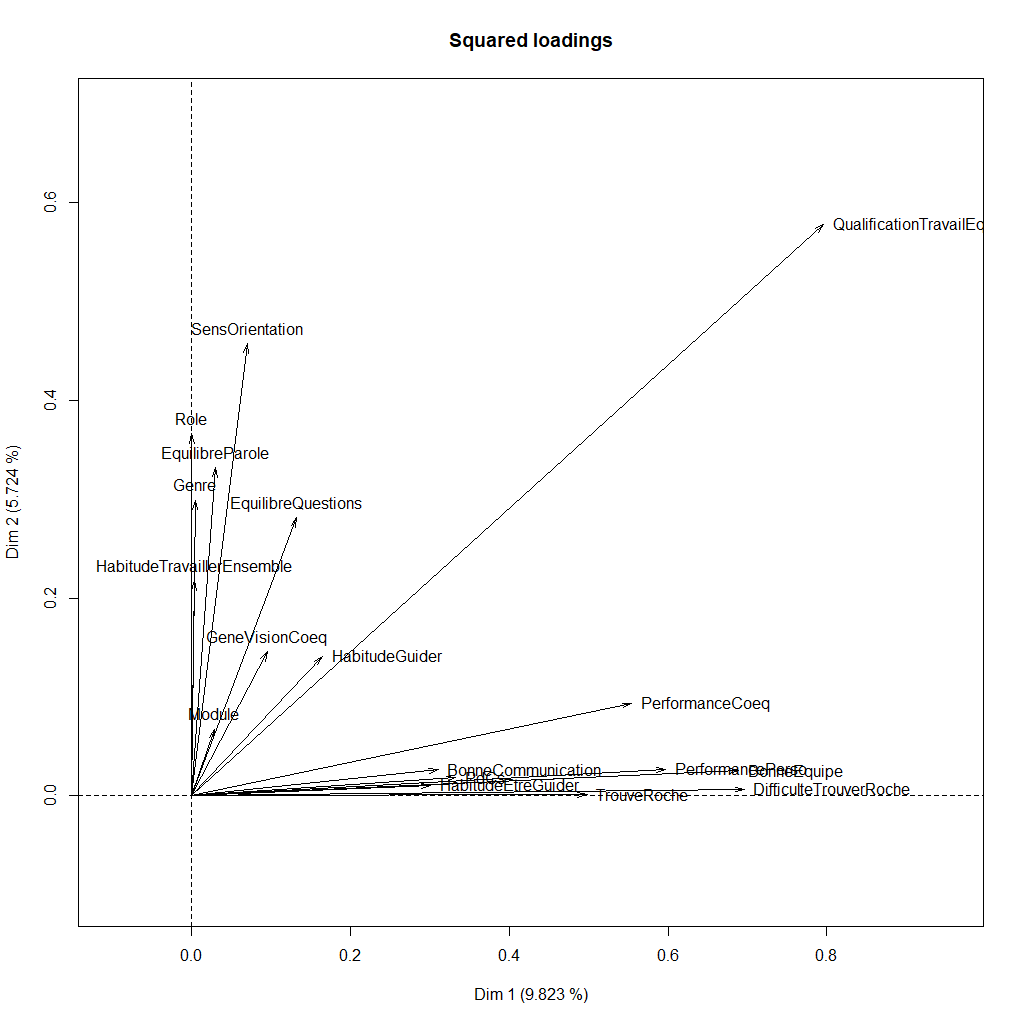 Squared loadings
0.6
QualificationTravailEq
SensOrientation
0.4
Role
EquilibreParole
Genre
EquilibreQuestions
HabitudeTravaillerEnsemble
0.2
GeneVisionCoeq
HabitudeGuider
Module
PerformanceCoeq
BonneCommunication
PerformancePerso
BonneEquipe
HabitudeEtreGuider
DifficulteTrouverRoche
TrouveRoche
0.0
0.0 0.2 0.4 0.6 0.8
Dim 1 (9.823 %)
Dim 2 (5.724 %)